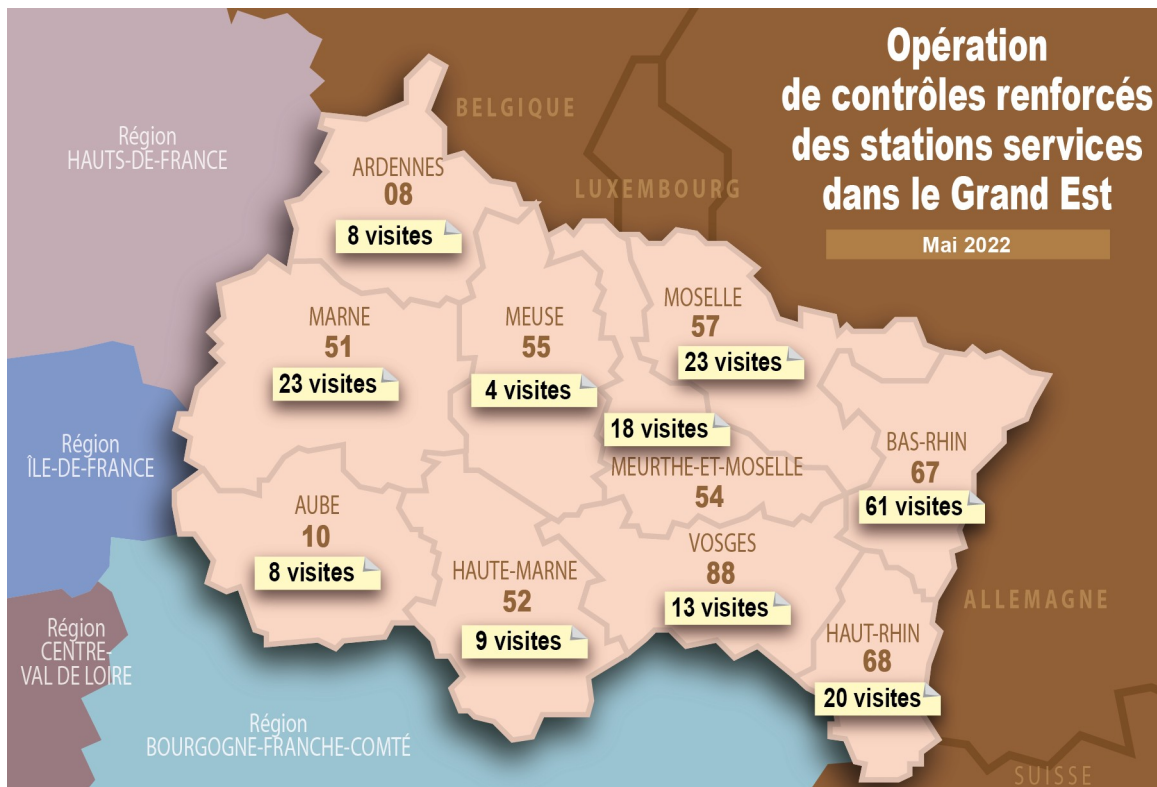 Opération
de contrôles renforcés
des stations services
dans le Grand Est
Mai 2022
BELGIQUE
LUXEMBOURG
ALLEMAGNE
SUISSE
Région
HAUTS-DE-FRANCE
Région
ÎLE-DE-FRANCE
Région
CENTRE-
VAL DE LOIRE
Région
BOURGOGNE-FRANCHE-COMTÉ
ARDENNES
08
8 visites
MARNE
51
23 visites
MEUSE
55
4 visites
MOSELLE
57
23 visites
18 visites
MEURTHE-ET-MOSELLE
54
BAS-RHIN
67
61 visites
AUBE
10
8 visites
HAUTE-MARNE
52
9 visites
VOSGES
88
13 visites
HAUT-RHIN
68
20 visites